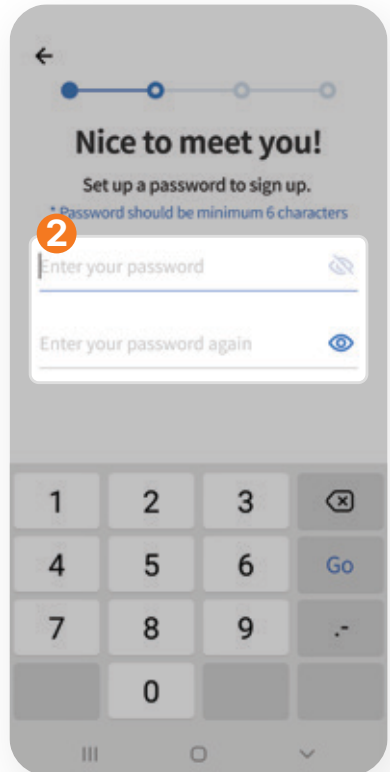 Nice to meet you!
Set up a password to sign up.
* Password should be minimum 6 characters
2
Enter your password
Enter your password again
1 2 3
4 5 6 Go
7 8 9 .-
0